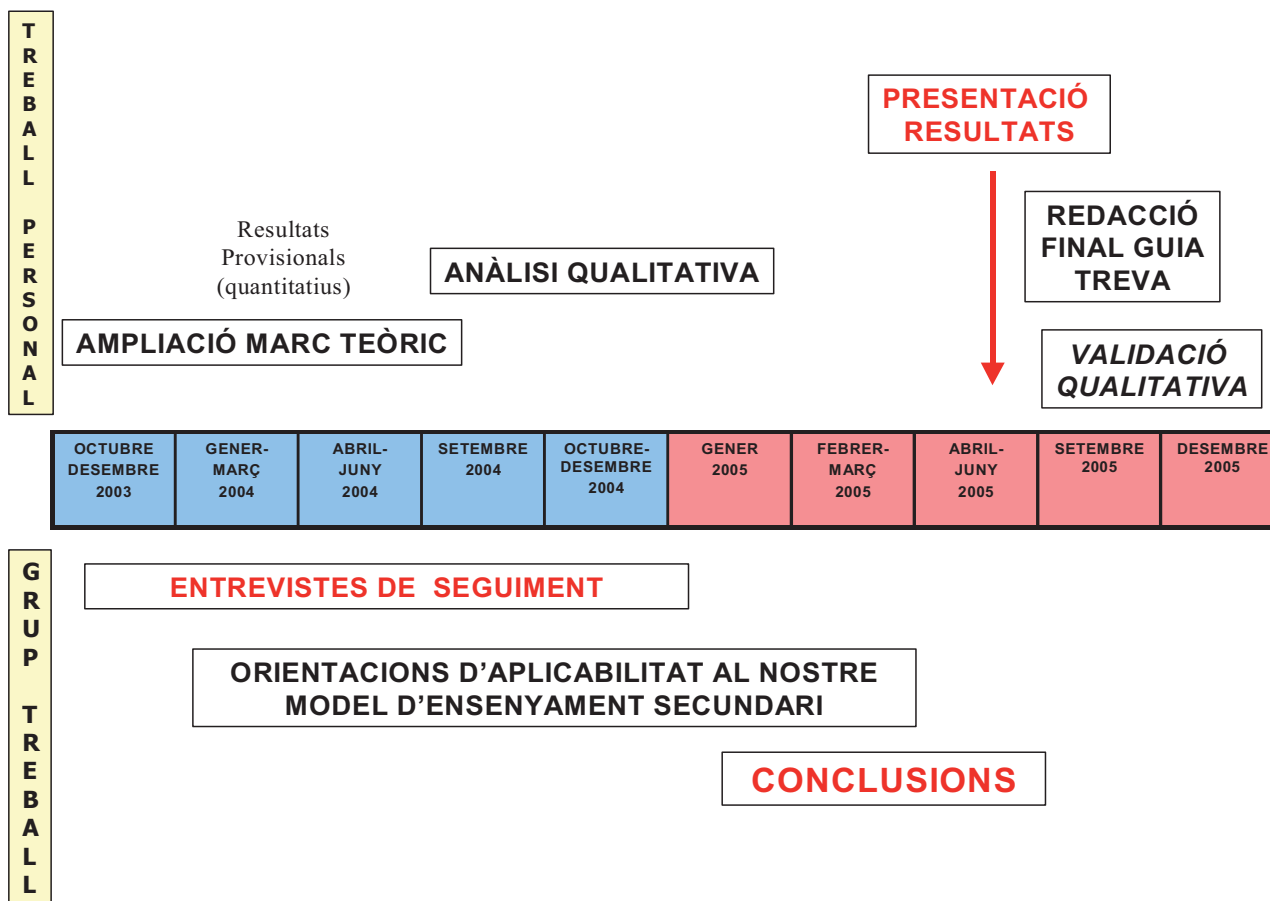 TREBALL PERSONAL
PRESENTACIÓ
RESULTATS
REDACCIÓ
FINAL GUIA
TREVA
Resultats
Provisionals
(quantitatius)
ANÀLISI QUALITATIVA
AMPLIACIÓ MARC TEÒRIC
VALIDACIÓ
QUALITATIVA
OCTUBRE
DESEMBRE
2003
GENER-
MARÇ
2004
ABRIL-
JUNY
2004
SETEMBRE
2004
OCTUBRE-
DESEMBRE
2004
GENER
2005
FEBRER-
MARÇ
2005
ABRIL-
JUNY
2005
SETEMBRE
2005
DESEMBRE
2005
GRUP TREBALL
ENTREVISTES DE SEGUIMENT
ORIENTACIONS D’APLICABILITAT AL NOSTRE
MODEL D’ENSENYAMENT SECUNDARI
CONCLUSIONS